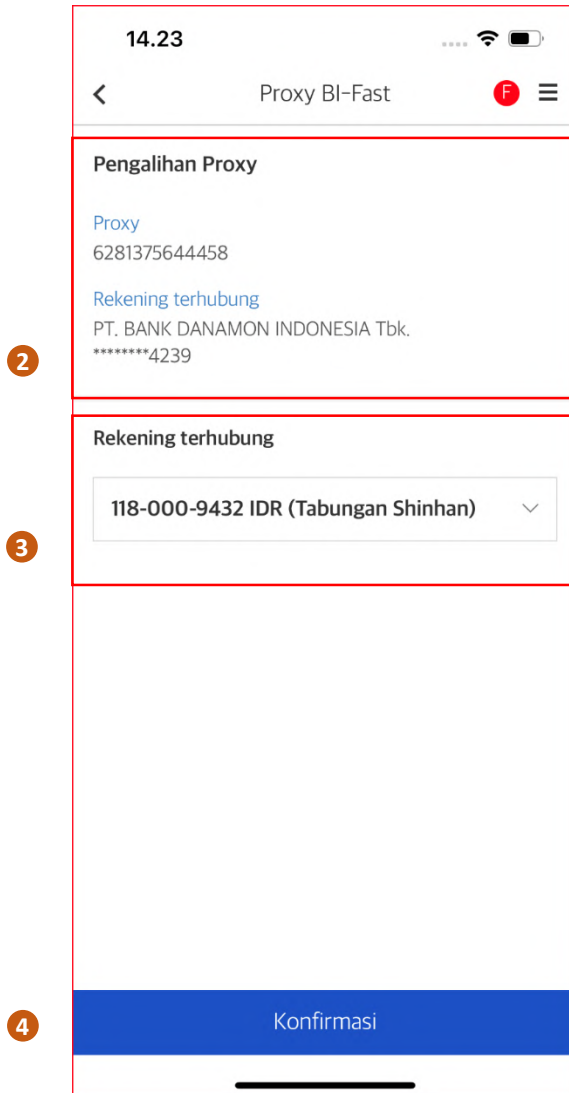 14.23
Proxy BI-Fast
F
Pengalihan Proxy
Proxy
6281375644458
Rekening terhubung
PT. BANK DANAMON INDONESIA Tbk.
********4239
2
Rekening terhubung
118-000-9432 IDR (Tabungan Shinhan)
3
4
Konfirmasi